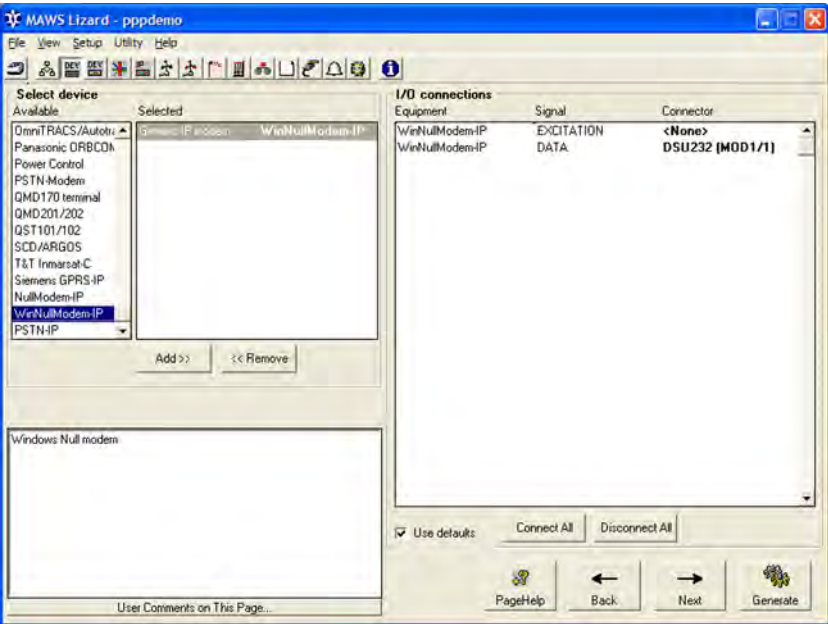 MAWS Lizard - pppdemo
File View Setup Utility Help
Select device
Available Selected
OmniTRACS/Autotra
Panasonic ORBCOM
Power Control
PSTN-Modem
QMD170 terminal
QMD201/202
QST101/102
SCD/ARGOS
T&T Inmarsat-C
Siemens GPRS-IP
NullModem-IP
WinNullModem-IP
PSTN-IP
Generic IP modem WinNullModem-IP
Add >> << Remove
Windows Null modem
User Comments on This Page...
I/O connections
Equipment Signal Connector
WinNullModem-IP EXCITATION <None>
WinNullModem-IP DATA DSU232 (MOD1/1)
Use defaults Connect All Disconnect All
PageHelp Back Next Generate